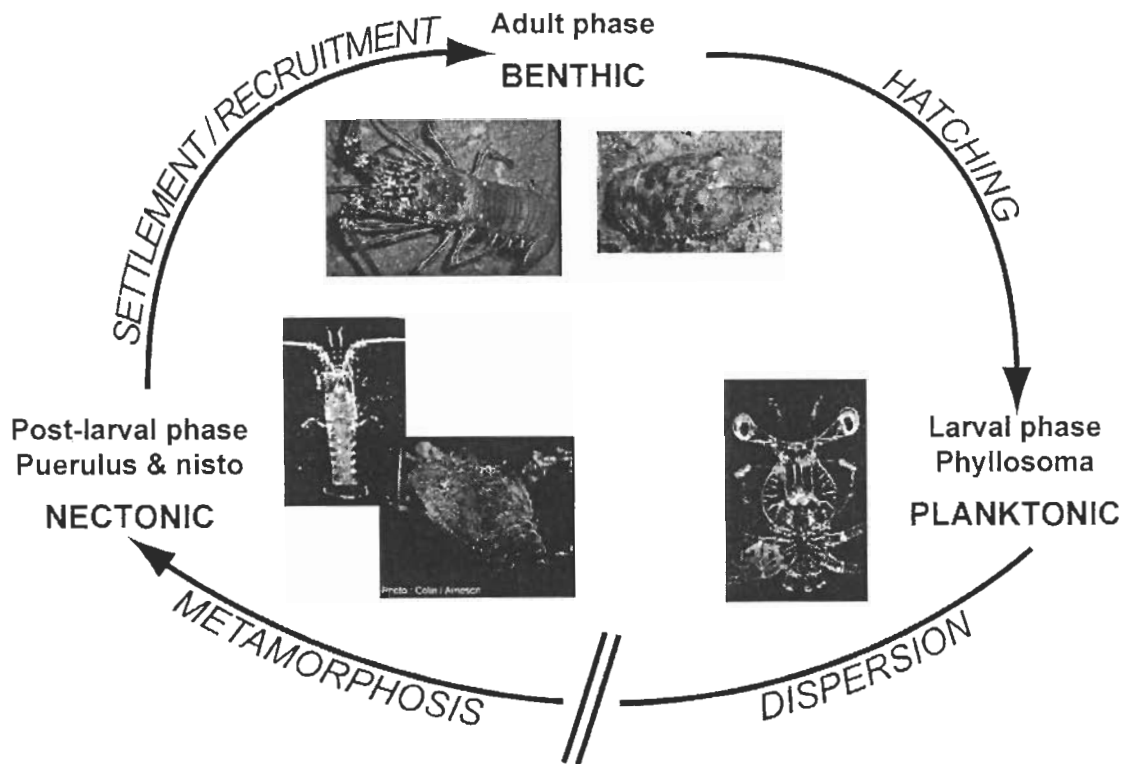 Adult phase
BENTHIC
SETTLEMENT / RECRUITMENT
HATCHING
Post-larval phase
Puerulus & nisto
NECTONIC
Larval phase
Phyllosoma
PLANKTONIC
Photo : Colin / Arneson
METAMORPHOSIS
DISPERSION